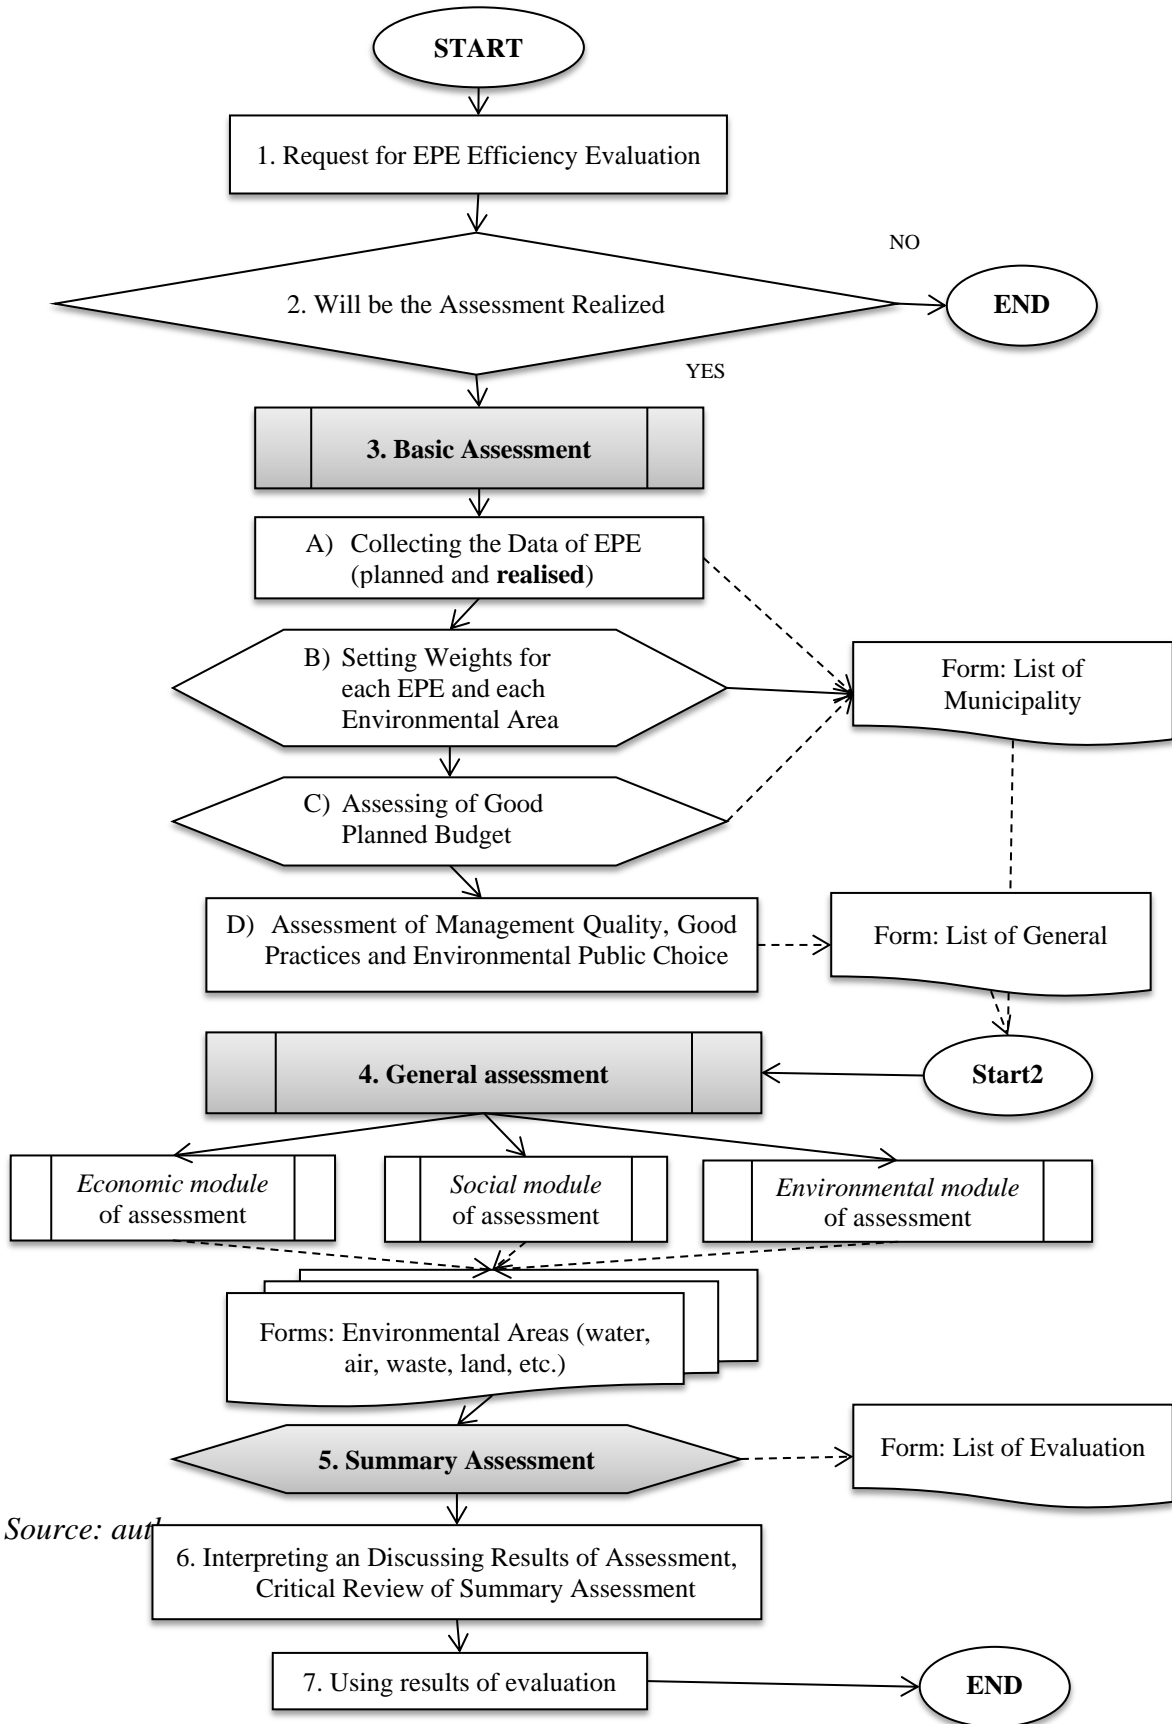 START
1. Request for EPE Efficiency Evaluation
NO
2. Will be the Assessment Realized
END
YES
3. Basic Assessment
A) Collecting the Data of EPE
(planned and realised)
B) Setting Weights for
each EPE and each
Environmental Area
Form: List of
Municipality
C) Assessing of Good
Planned Budget
D) Assessment of Management Quality, Good
Practices and Environmental Public Choice
Form: List of General
4. General assessment
Start2
Economic module
of assessment
Social module
of assessment
Environmental module
of assessment
Forms: Environmental Areas (water,
air, waste, land, etc.)
5. Summary Assessment
Form: List of Evaluation
Source:
6. Interpreting an Discussing Results of Assessment,
Critical Review of Summary Assessment
7. Using results of evaluation
END